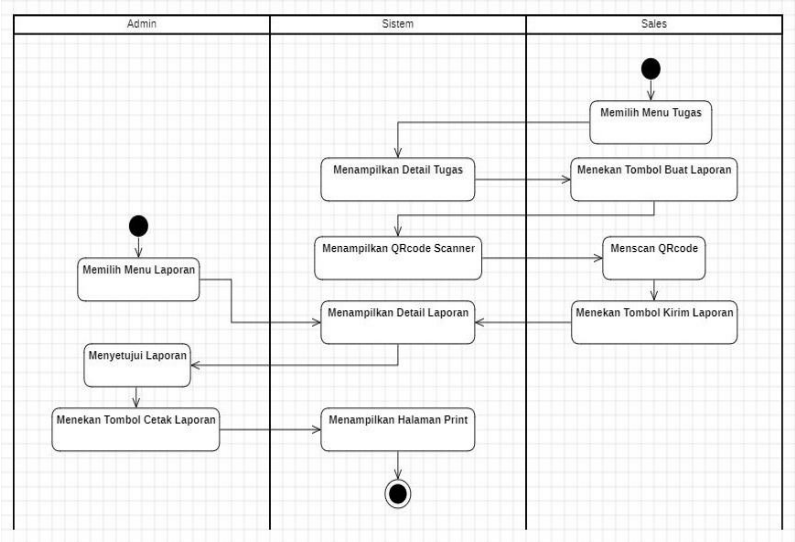 Admin
Sistem
Sales
Memilih Menu Tugas
Menampilkan Detail Tugas
Menekan Tombol Buat Laporan
Menampilkan QRcode Scanner
Menscan QRcode
Memilih Menu Laporan
Menampilkan Detail Laporan
Menekan Tombol Kirim Laporan
Menyetujui Laporan
Menekan Tombol Cetak Laporan
Menampilkan Halaman Print